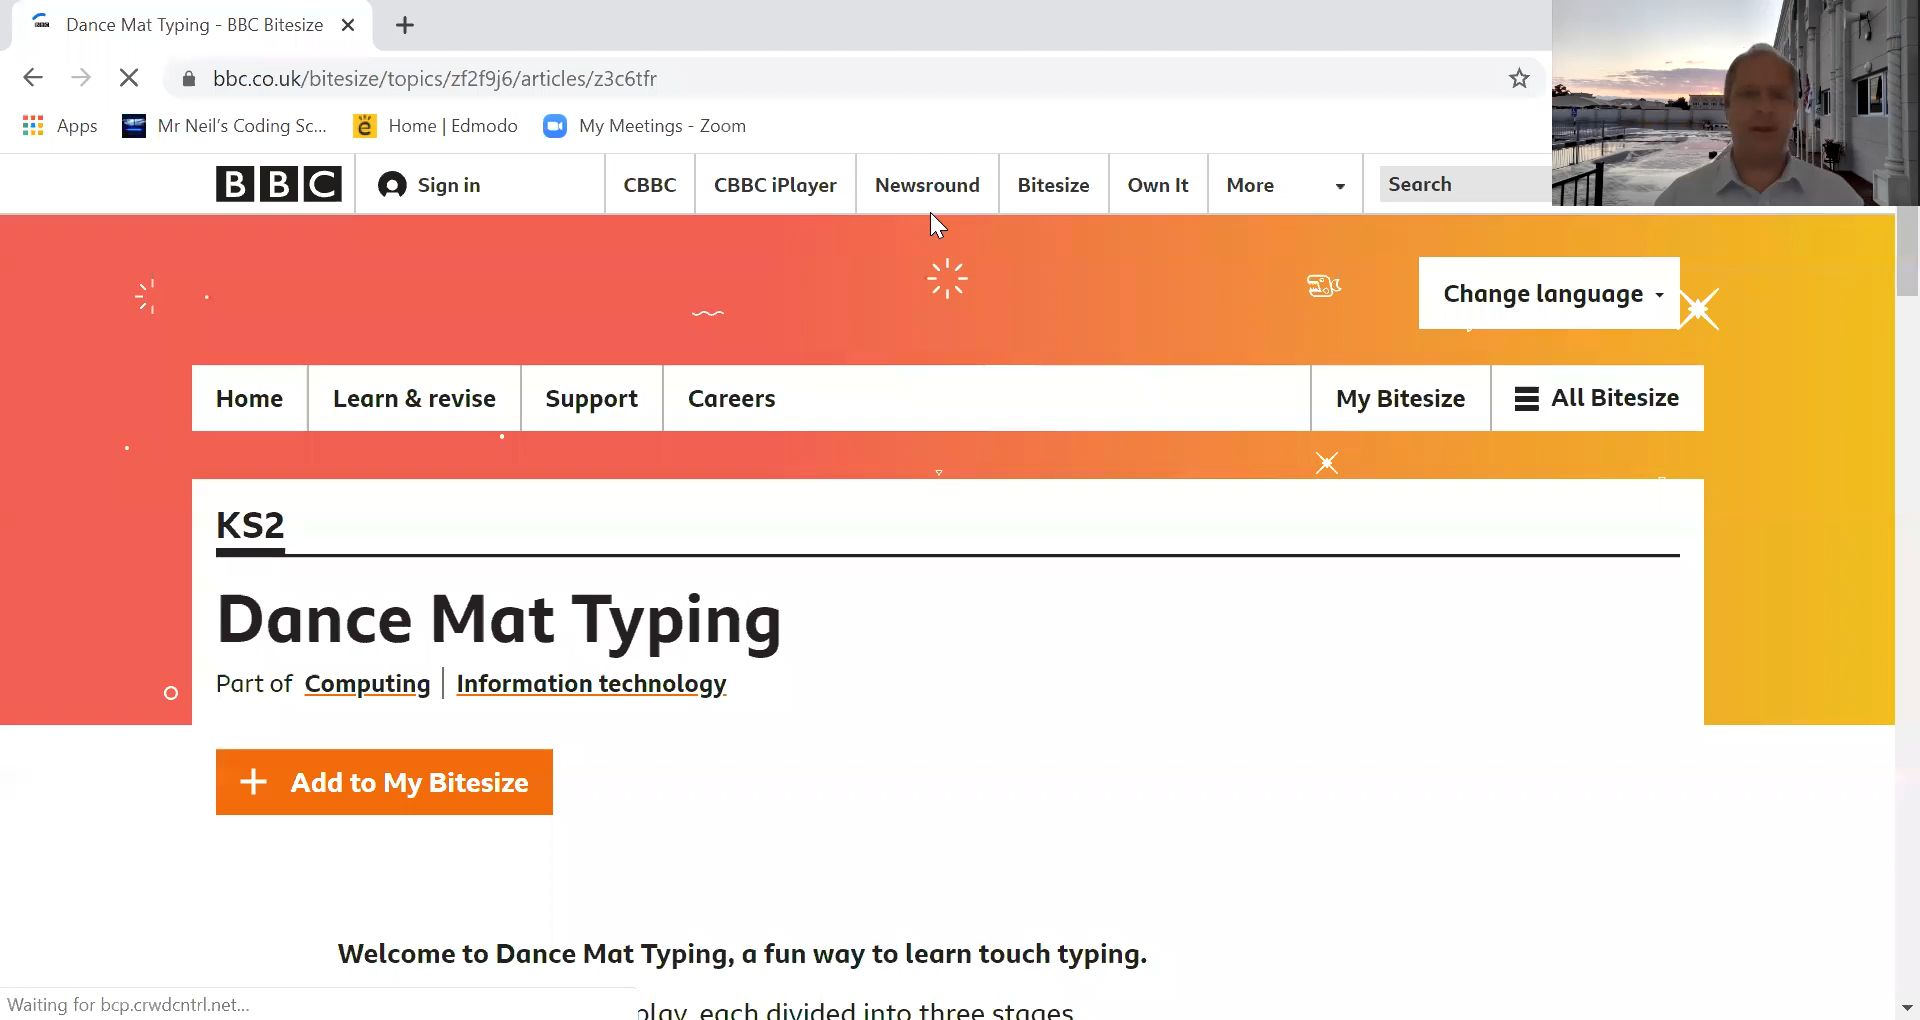 Dance Mat Typing - BBC Bitesize
bbc.co.uk/bitesize/topics/zf2f9j6/articles/z3c6tfr
Apps Mr Neil's Coding Sc... Home | Edmodo My Meetings - Zoom
BBC Sign in CBBC CBBC iPlayer Newsround Bitesize Own It More Search
Change language
Home Learn & revise Support Careers My Bitesize All Bitesize
KS2
Dance Mat Typing
Part of Computing Information technology
+ Add to My Bitesize
Welcome to Dance Mat Typing, a fun way to learn touch typing.
Waiting for bcp.crwdcntrl.net...
play, each divided into three stages